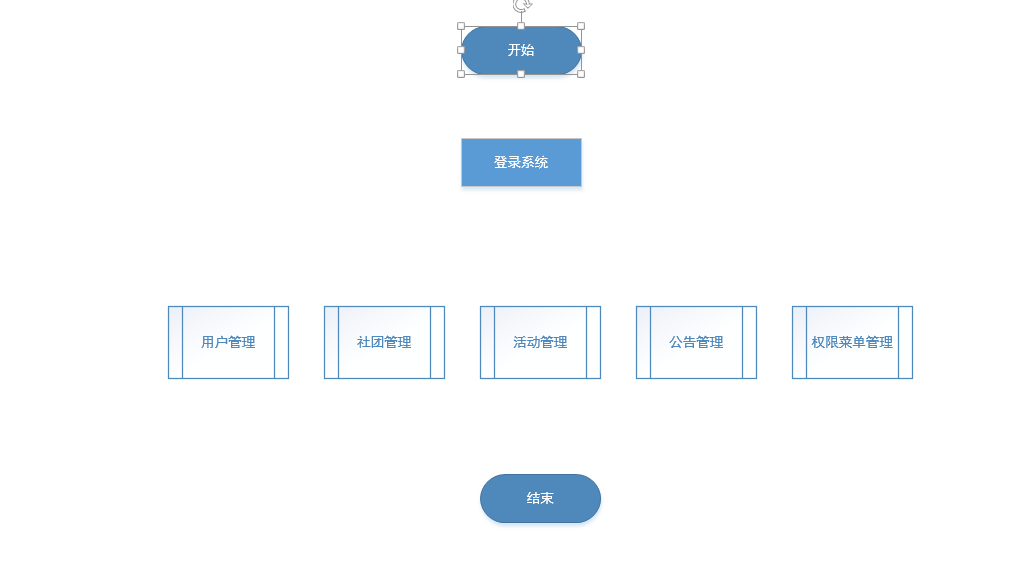 开始
登录系统
用户管理
社团管理
活动管理
公告管理
权限菜单管理
结束